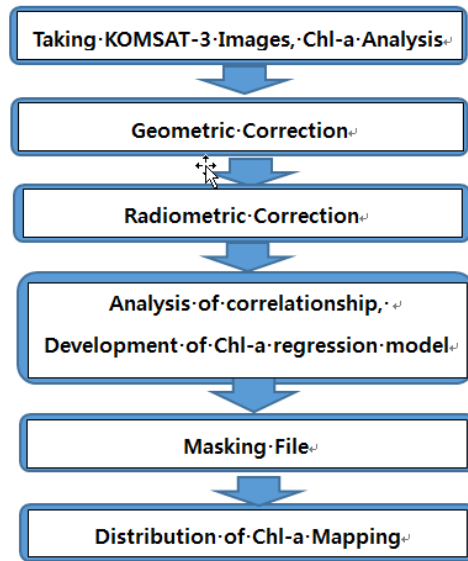 Taking KOMSAT-3 Images, Chl-a Analysis
Geometric Correction
Radiometric Correction
Analysis of correlationship,
Development of Chl-a regression model
Masking File
Distribution of Chl-a Mapping